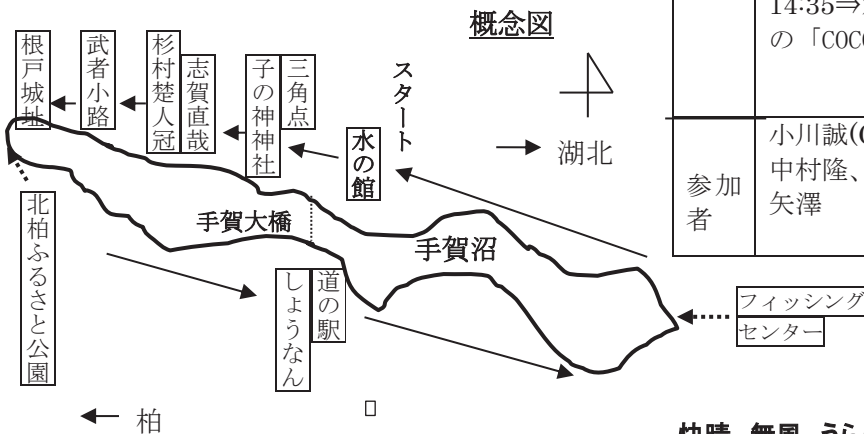 概念図
14:35⇒
の「COCO
参加
者
小川誠(
中村隆、
矢澤
根戸城址
武者小路
杉村楚人冠
志賀直哉
子の神神社
三角点
水の館
スタート
湖北
手賀大橋
手賀沼
北柏ふるさと公園
道の駅
しょうなん
フィッシング
センター
柏